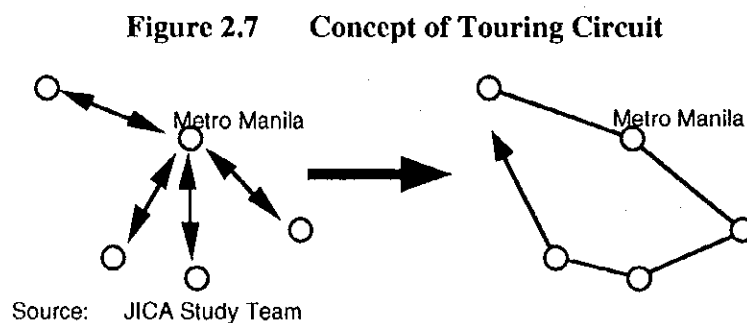 Figure 2.7 Concept of Touring Circuit
Metro Manila
Metro Manila
Source: JICA Study Team